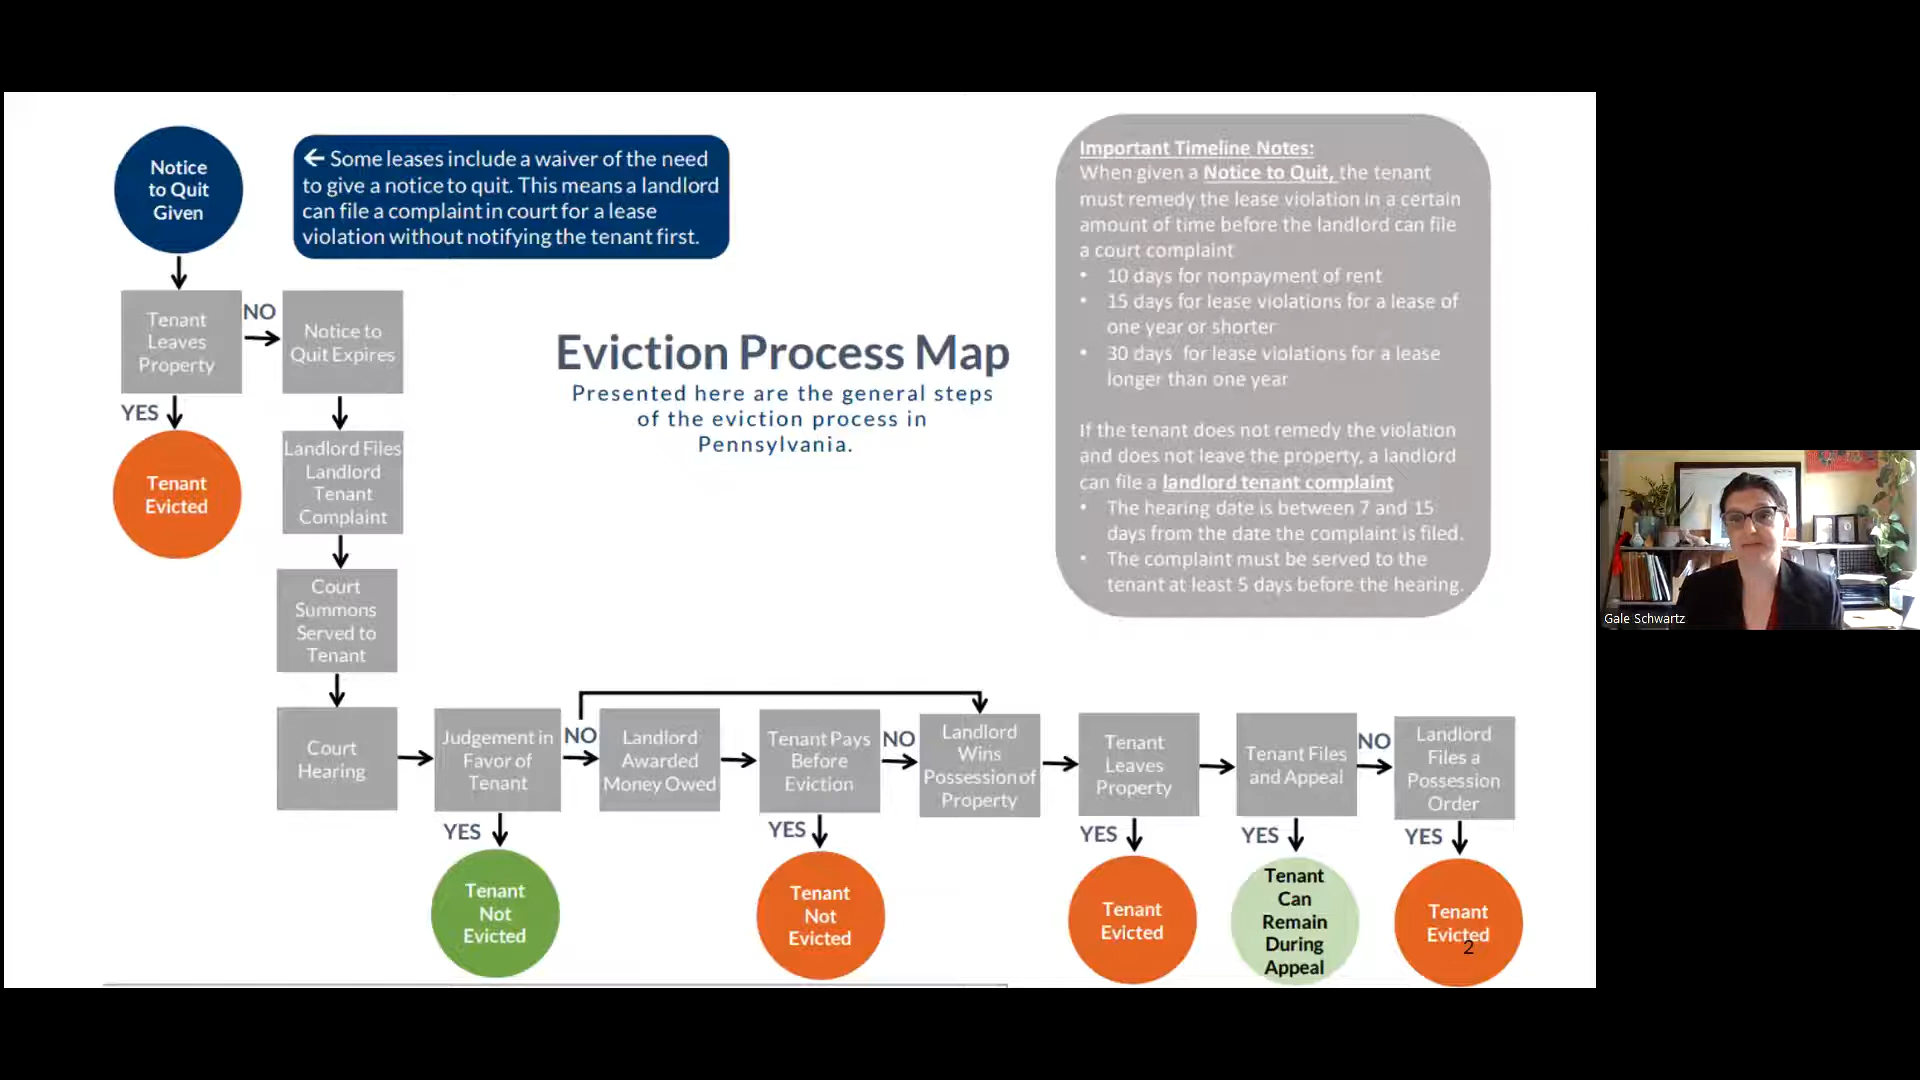 Notice
to Quit
Given
← Some leases include a waiver of the need
to give a notice to quit. This means a landlord
can file a complaint in court for a lease
violation without notifying the tenant first.
Important Timeline Notes:
When given a Notice to Quit, the tenant
must remedy the lease violation in a certain
amount of time before the landlord can file
a court complaint
• 10 days for nonpayment of rent
• 15 days for lease violations for a lease of
one year or shorter
• 30 days for lease violations for a lease
longer than one year
If the tenant does not remedy the violation
and does not leave the property, a landlord
can file a landlord tenant complaint
• The hearing date is between 7 and 15
days from the date the complaint is filed.
• The complaint must be served to the
tenant at least 5 days before the hearing.
Tenant
Leaves
Property
NO
Notice to
Quit Expires
Eviction Process Map
Presented here are the general steps
of the eviction process in
Pennsylvania.
YES
Tenant
Evicted
Landlord Files
Landlord
Tenant
Complaint
Court
Summons
Served to
Tenant
Court
Hearing
Judgement in
Favor of
Tenant
NO
Landlord
Awarded
Money Owed
Tenant Pays
Before
Eviction
NO
Landlord
Wins
Possession of
Property
Tenant
Leaves
Property
Tenant Files
and Appeal
NO
Landlord
Files a
Possession
Order
YES
YES
YES
YES
YES
Tenant
Not
Evicted
Tenant
Not
Evicted
Tenant
Evicted
Tenant
Can
Remain
During
Appeal
Tenant
Evicted
2
Gale Schwartz